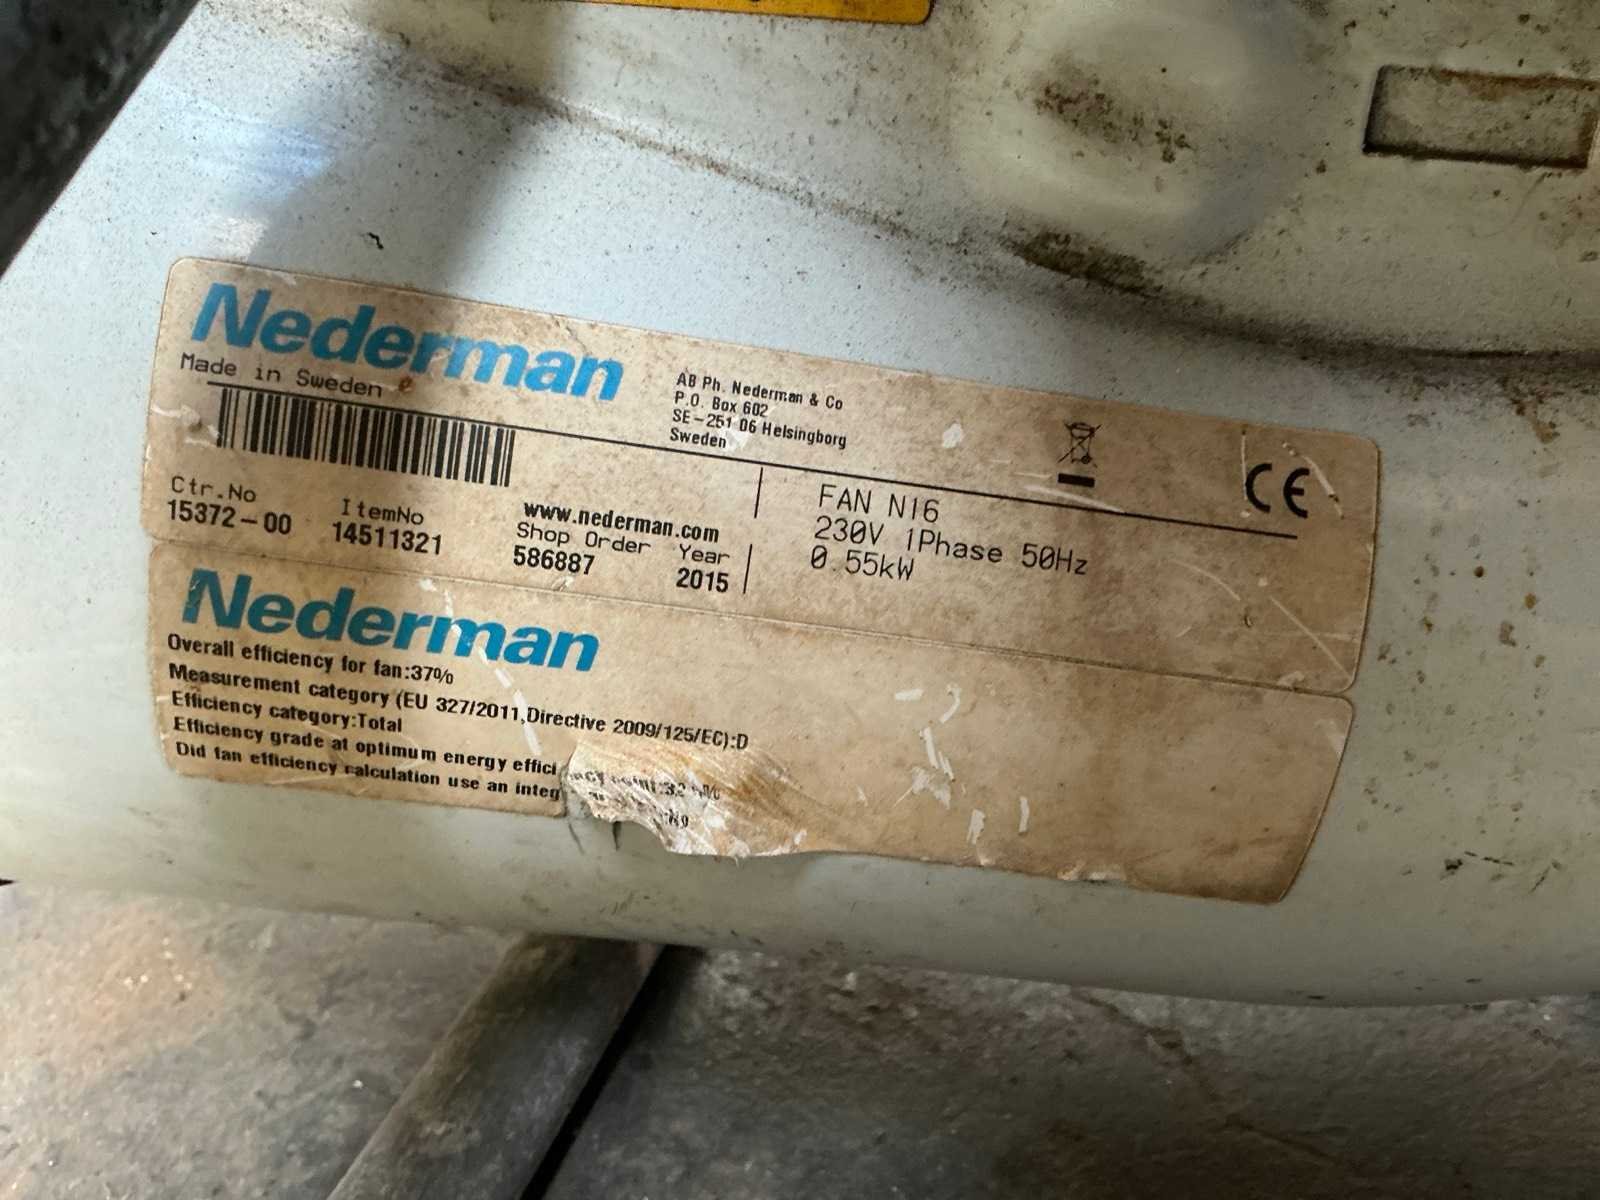 Nederman
Made in Sweden
AB Ph. Nederman & Co
P.O. Box 602
SE-251 06 Helsingborg
Sweden
CE
Ctr.No
15372-00
ItemNo
14511321
www.nederman.com
Shop Order Year
586887 2015
FAN N16
230V 1Phase 50Hz
0.55kW
Nederman
Overall efficiency for fan:37%
Measurement category (EU 327/2011,Directive 2009/125/EC):D
Efficiency category:Total
Efficiency grade at optimum energy effici
Did fan efficiency calculation use an integ